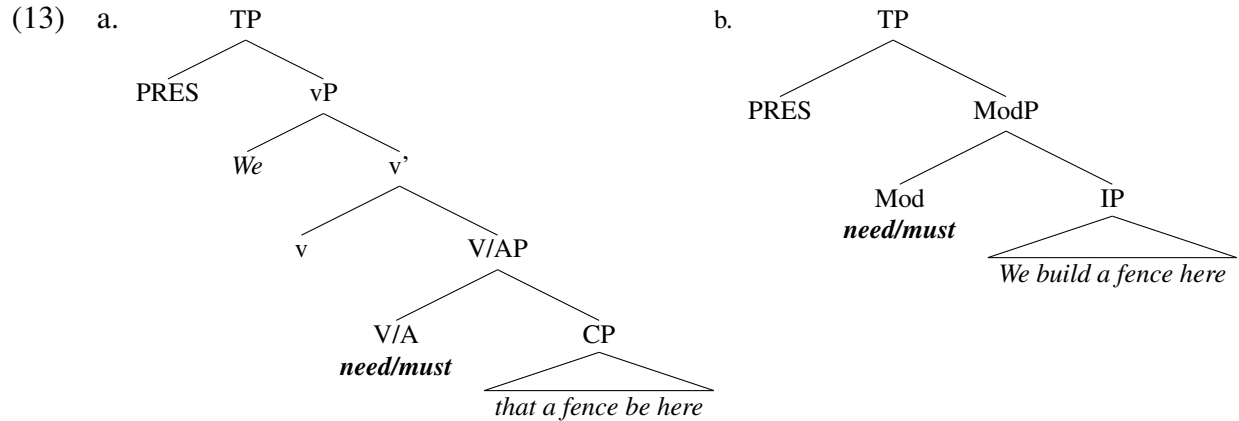 (13) a. TP b. TP
PRES vP PRES ModP
We v' Mod IP
need/must
We build a fence here
v V/AP
V/A CP
need/must
that a fence be here